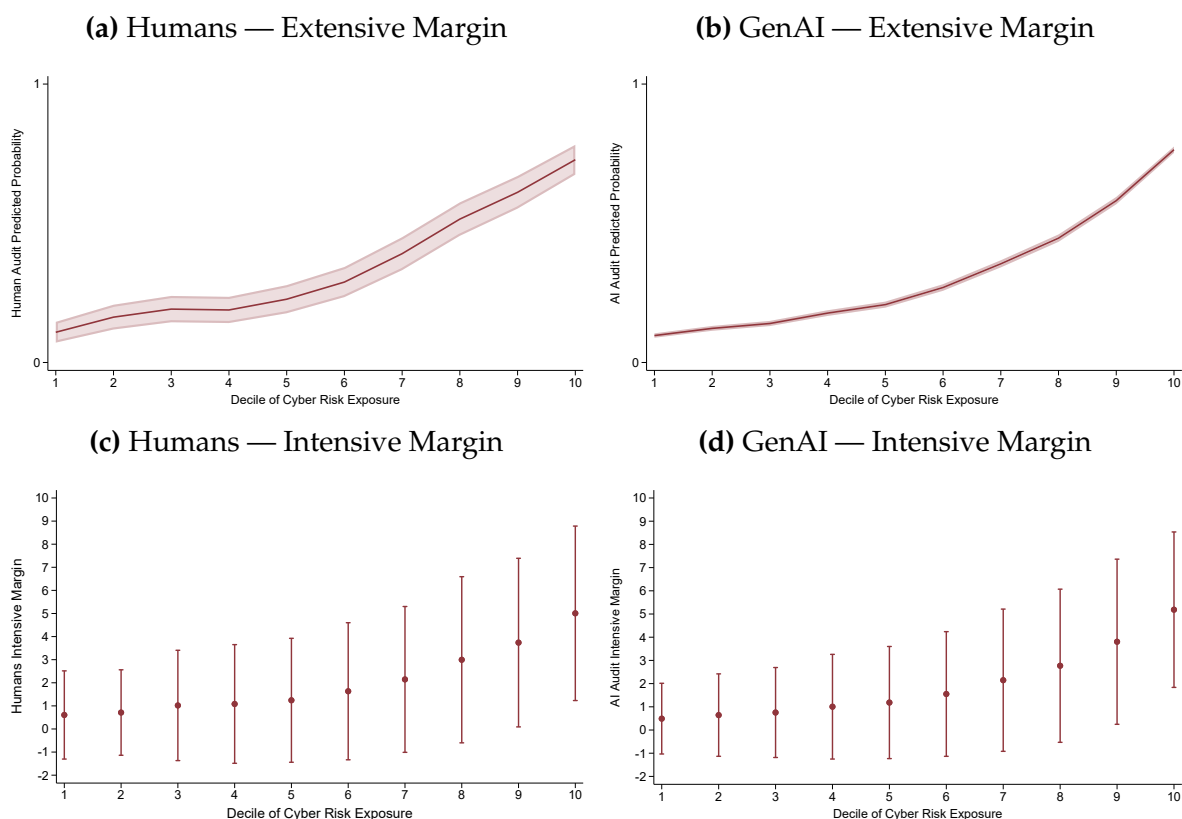 (a) Humans — Extensive Margin
1
0
Human Audit Predicted Probability
1 2 3 4 5 6 7 8 9 10
Decile of Cyber Risk Exposure
(b) GenAI — Extensive Margin
1
0
AI Audit Predicted Probability
1 2 3 4 5 6 7 8 9 10
Decile of Cyber Risk Exposure
(c) Humans — Intensive Margin
10
9
8
7
6
5
4
3
2
1
0
-1
-2
Humans Intensive Margin
1 2 3 4 5 6 7 8 9 10
Decile of Cyber Risk Exposure
(d) GenAI — Intensive Margin
10
9
8
7
6
5
4
3
2
1
0
-1
-2
AI Audit Intensive Margin
1 2 3 4 5 6 7 8 9 10
Decile of Cyber Risk Exposure